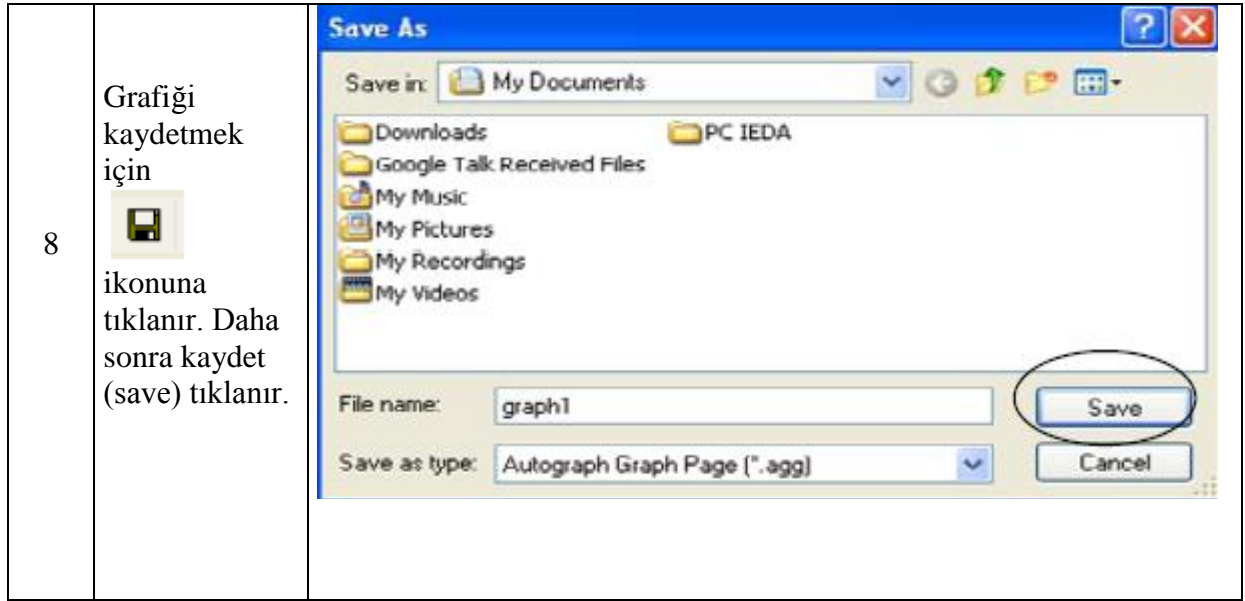 8
Grafiği
kaydetmek
için
ikonuna
tıklanır. Daha
sonra kaydet
(save) tıklanır.
Save As
Save in: My Documents
Downloads PC IEDA
Google Talk Received Files
My Music
My Pictures
My Recordings
My Videos
File name: graph1 Save
Save as type: Autograph Graph Page (*.agg) Cancel